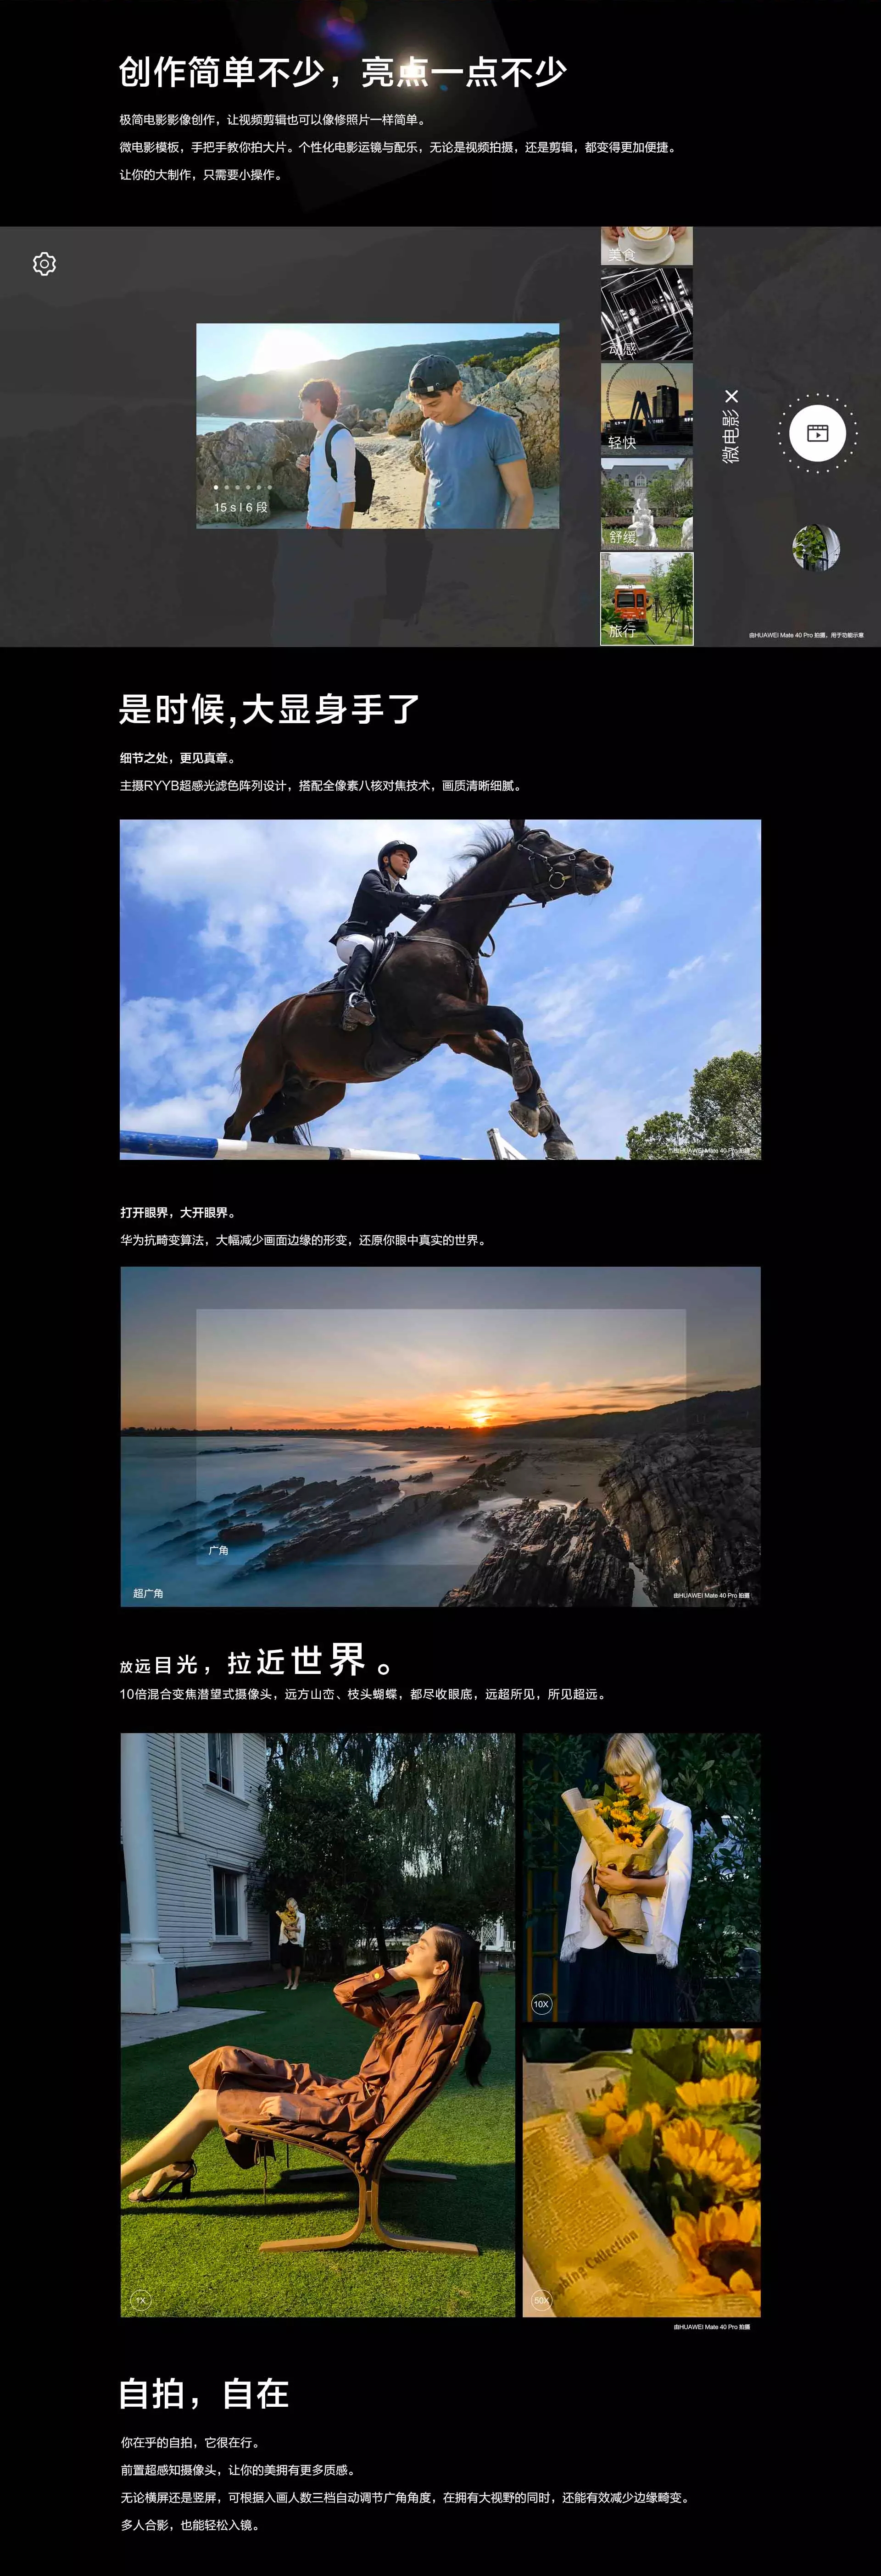 创作简单不少，亮点一点不少
极简电影影像创作，让视频剪辑也可以像修照片一样简单。
微电影模板，手把手教你拍大片。个性化电影运镜与配乐，无论是视频拍摄，还是剪辑，都变得更加便捷。
让你的大制作，只需要小操作。
美食
动感
轻快
舒缓
旅行
微电影 ×
15 s l 6 段
由HUAWEI Mate 40 Pro 拍摄，用于功能示意
是时候,大显身手了
细节之处，更见真章。
主摄RYYB超感光滤色阵列设计，搭配全像素八核对焦技术，画质清晰细腻。
由HUAWEI Mate 40 Pro 拍摄
打开眼界，大开眼界。
华为抗畸变算法，大幅减少画面边缘的形变，还原你眼中真实的世界。
广角
超广角
由HUAWEI Mate 40 Pro 拍摄
放远目光，拉近世界。
10倍混合变焦潜望式摄像头，远方山峦、枝头蝴蝶，都尽收眼底，远超所见，所见超远。
10X
1X
hing Collection
50X
由HUAWEI Mate 40 Pro 拍摄
自拍，自在
你在乎的自拍，它很在行。
前置超感知摄像头，让你的美拥有更多质感。
无论横屏还是竖屏，可根据入画人数三档自动调节广角角度，在拥有大视野的同时，还能有效减少边缘畸变。
多人合影，也能轻松入镜。